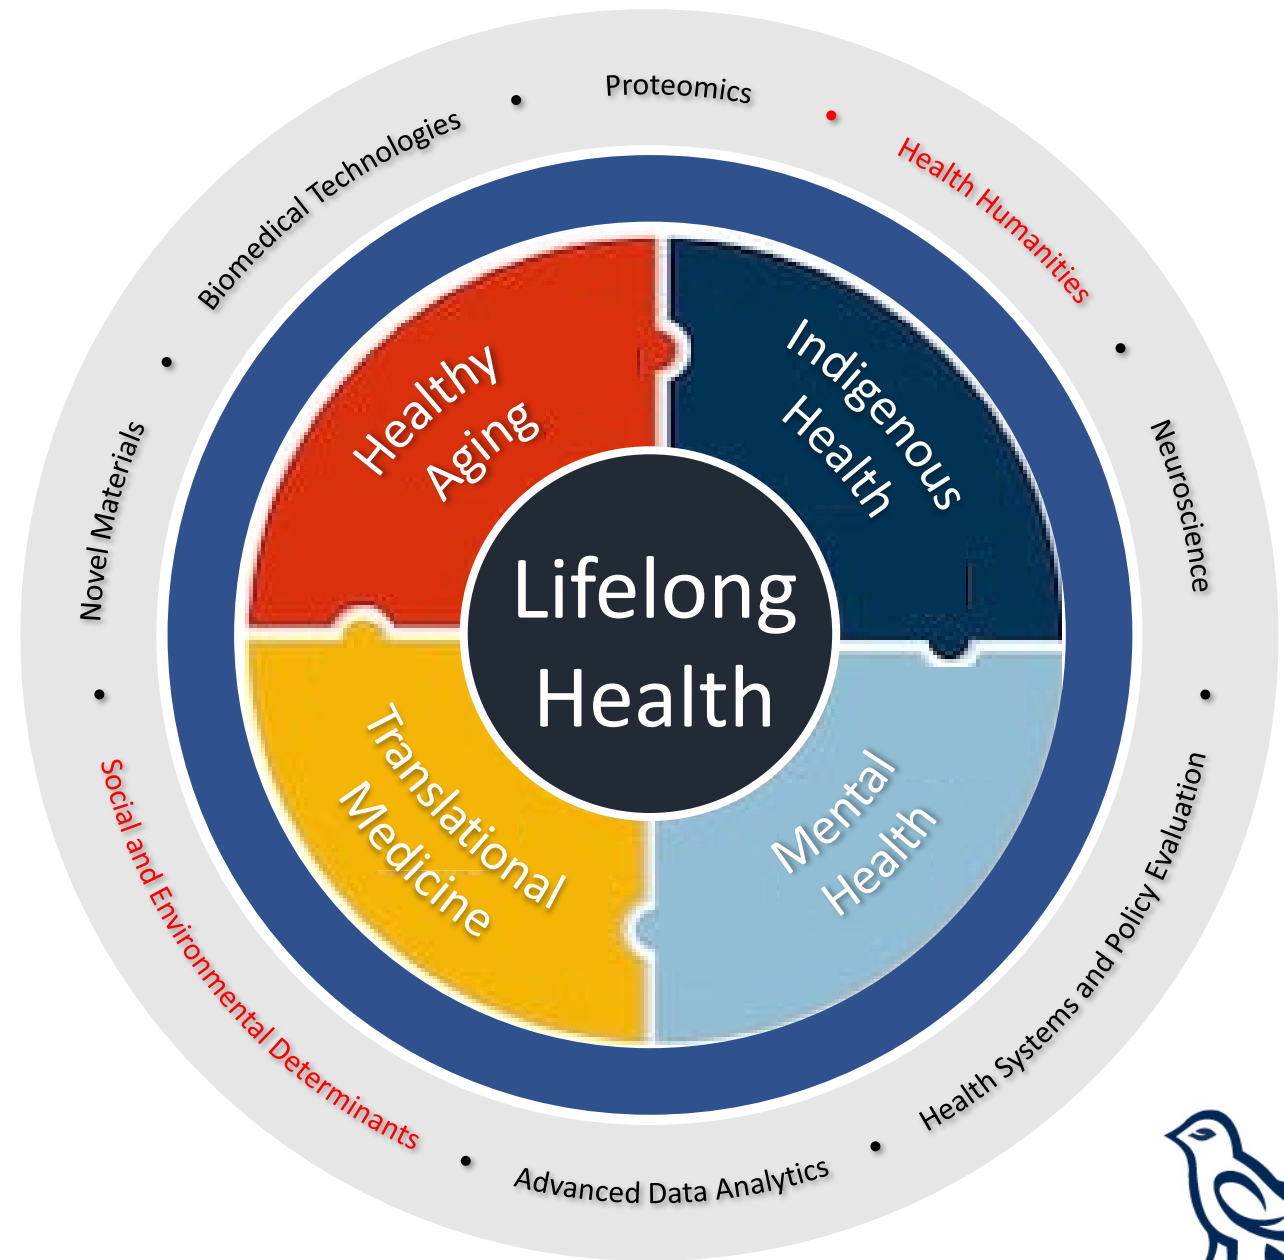 Proteomics
Health Humanities
Neuroscience
Health Systems and Policy Evaluation
Advanced Data Analytics
Social and Environmental Determinants
Novel Materials
Biomedical Technologies
Healthy
Aging
Indigenous
Health
Mental
Health
Translational
Medicine
Lifelong
Health